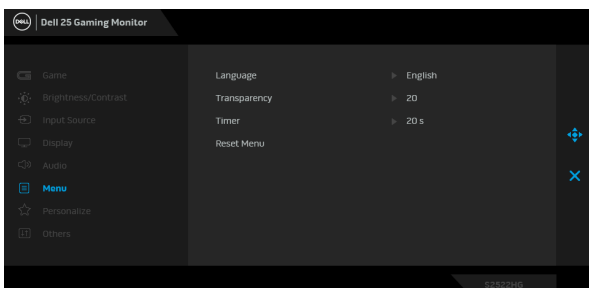 DELL Dell 25 Gaming Monitor
Game
Brightness/Contrast
Input Source
Display
Audio
Menu
Personalize
Others
Language English
Transparency 20
Timer 20 s
Reset Menu
S2522HG